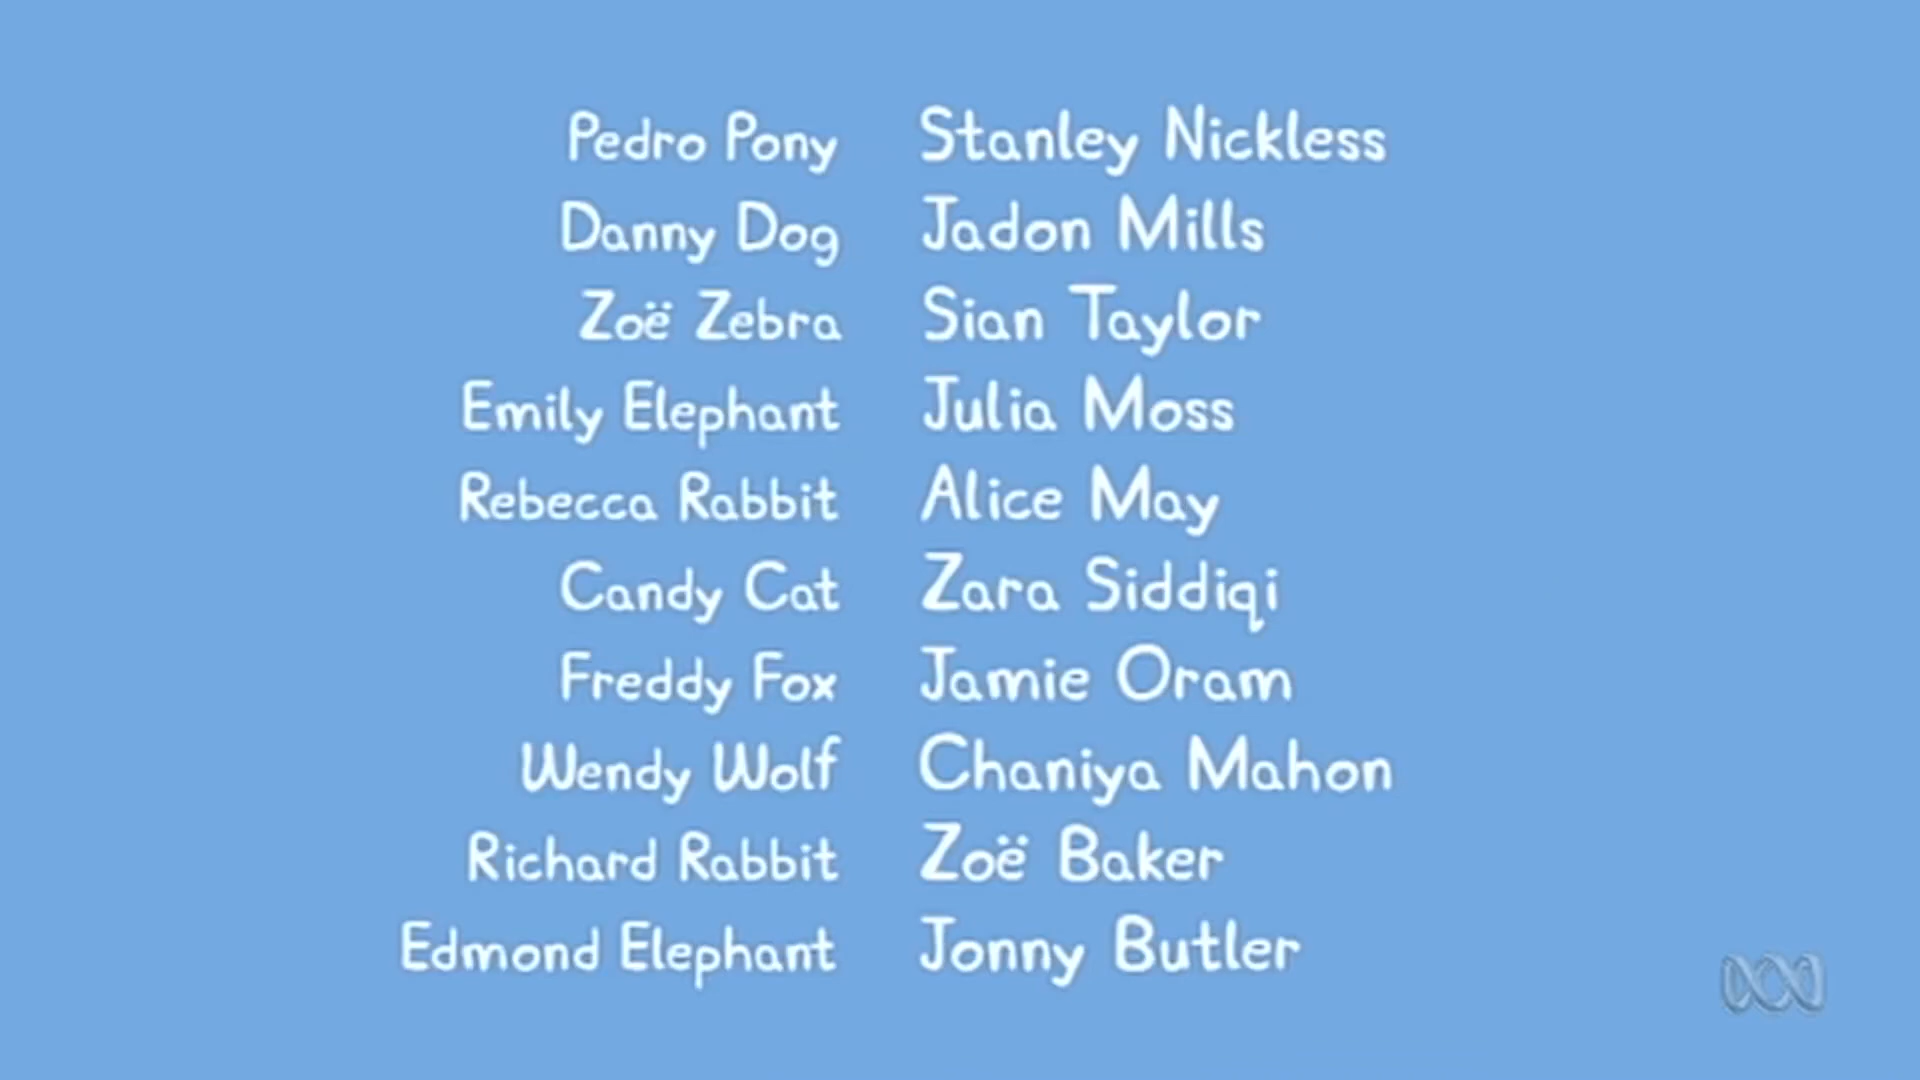 Pedro Pony Stanley Nickless
Danny Dog Jadon Mills
Zoë Zebra Sian Taylor
Emily Elephant Julia Moss
Rebecca Rabbit Alice May
Candy Cat Zara Siddiqi
Freddy Fox Jamie Oram
Wendy Wolf Chaniya Mahon
Richard Rabbit Zoë Baker
Edmond Elephant Jonny Butler